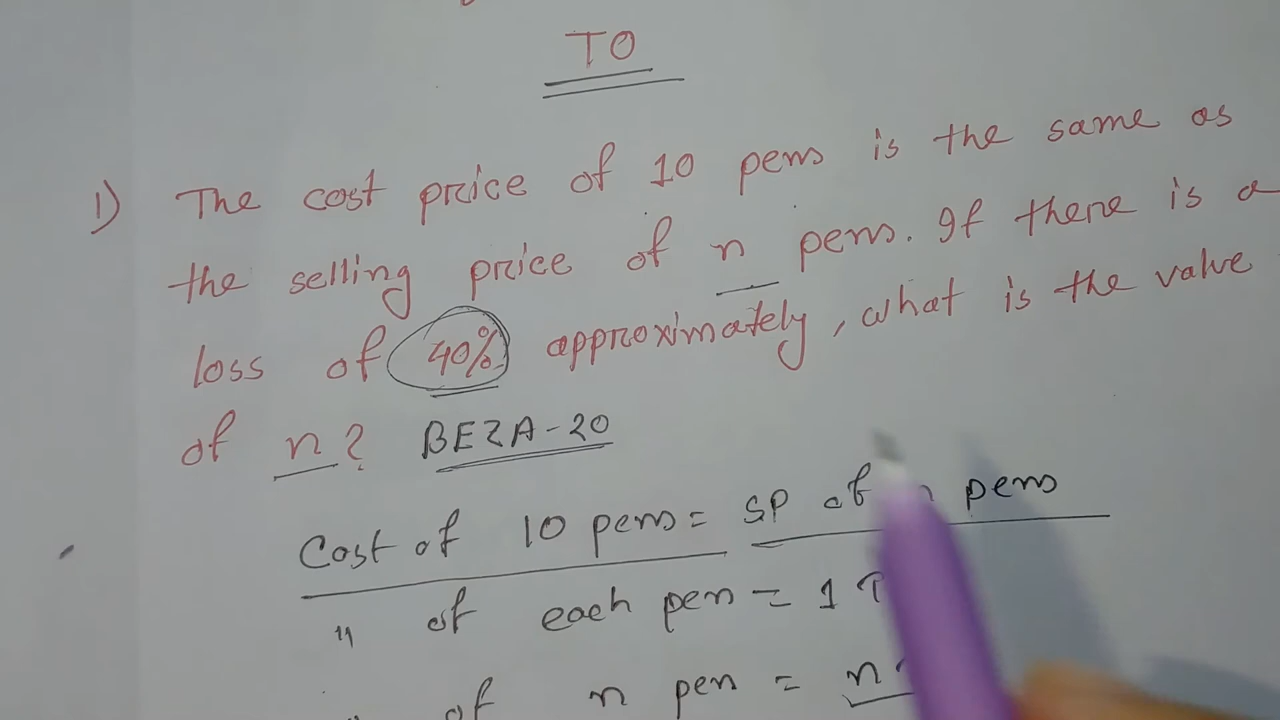 TO
1) The cost price of 10 pens is the same as
the selling price of n pens. If there is a
loss of 40% approximately, what is the value
of n? BEZA-20
Cost of 10 pens = SP of n pens
" of each pen = 1
of n pen = n